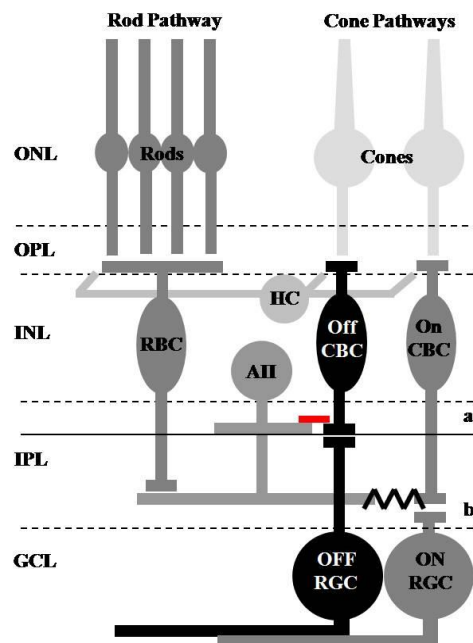 Rod Pathway Cone Pathways
ONL Rods Cones
OPL
HC
INL RBC Off CBC On CBC
AII
a
IPL
b
GCL OFF RGC ON RGC